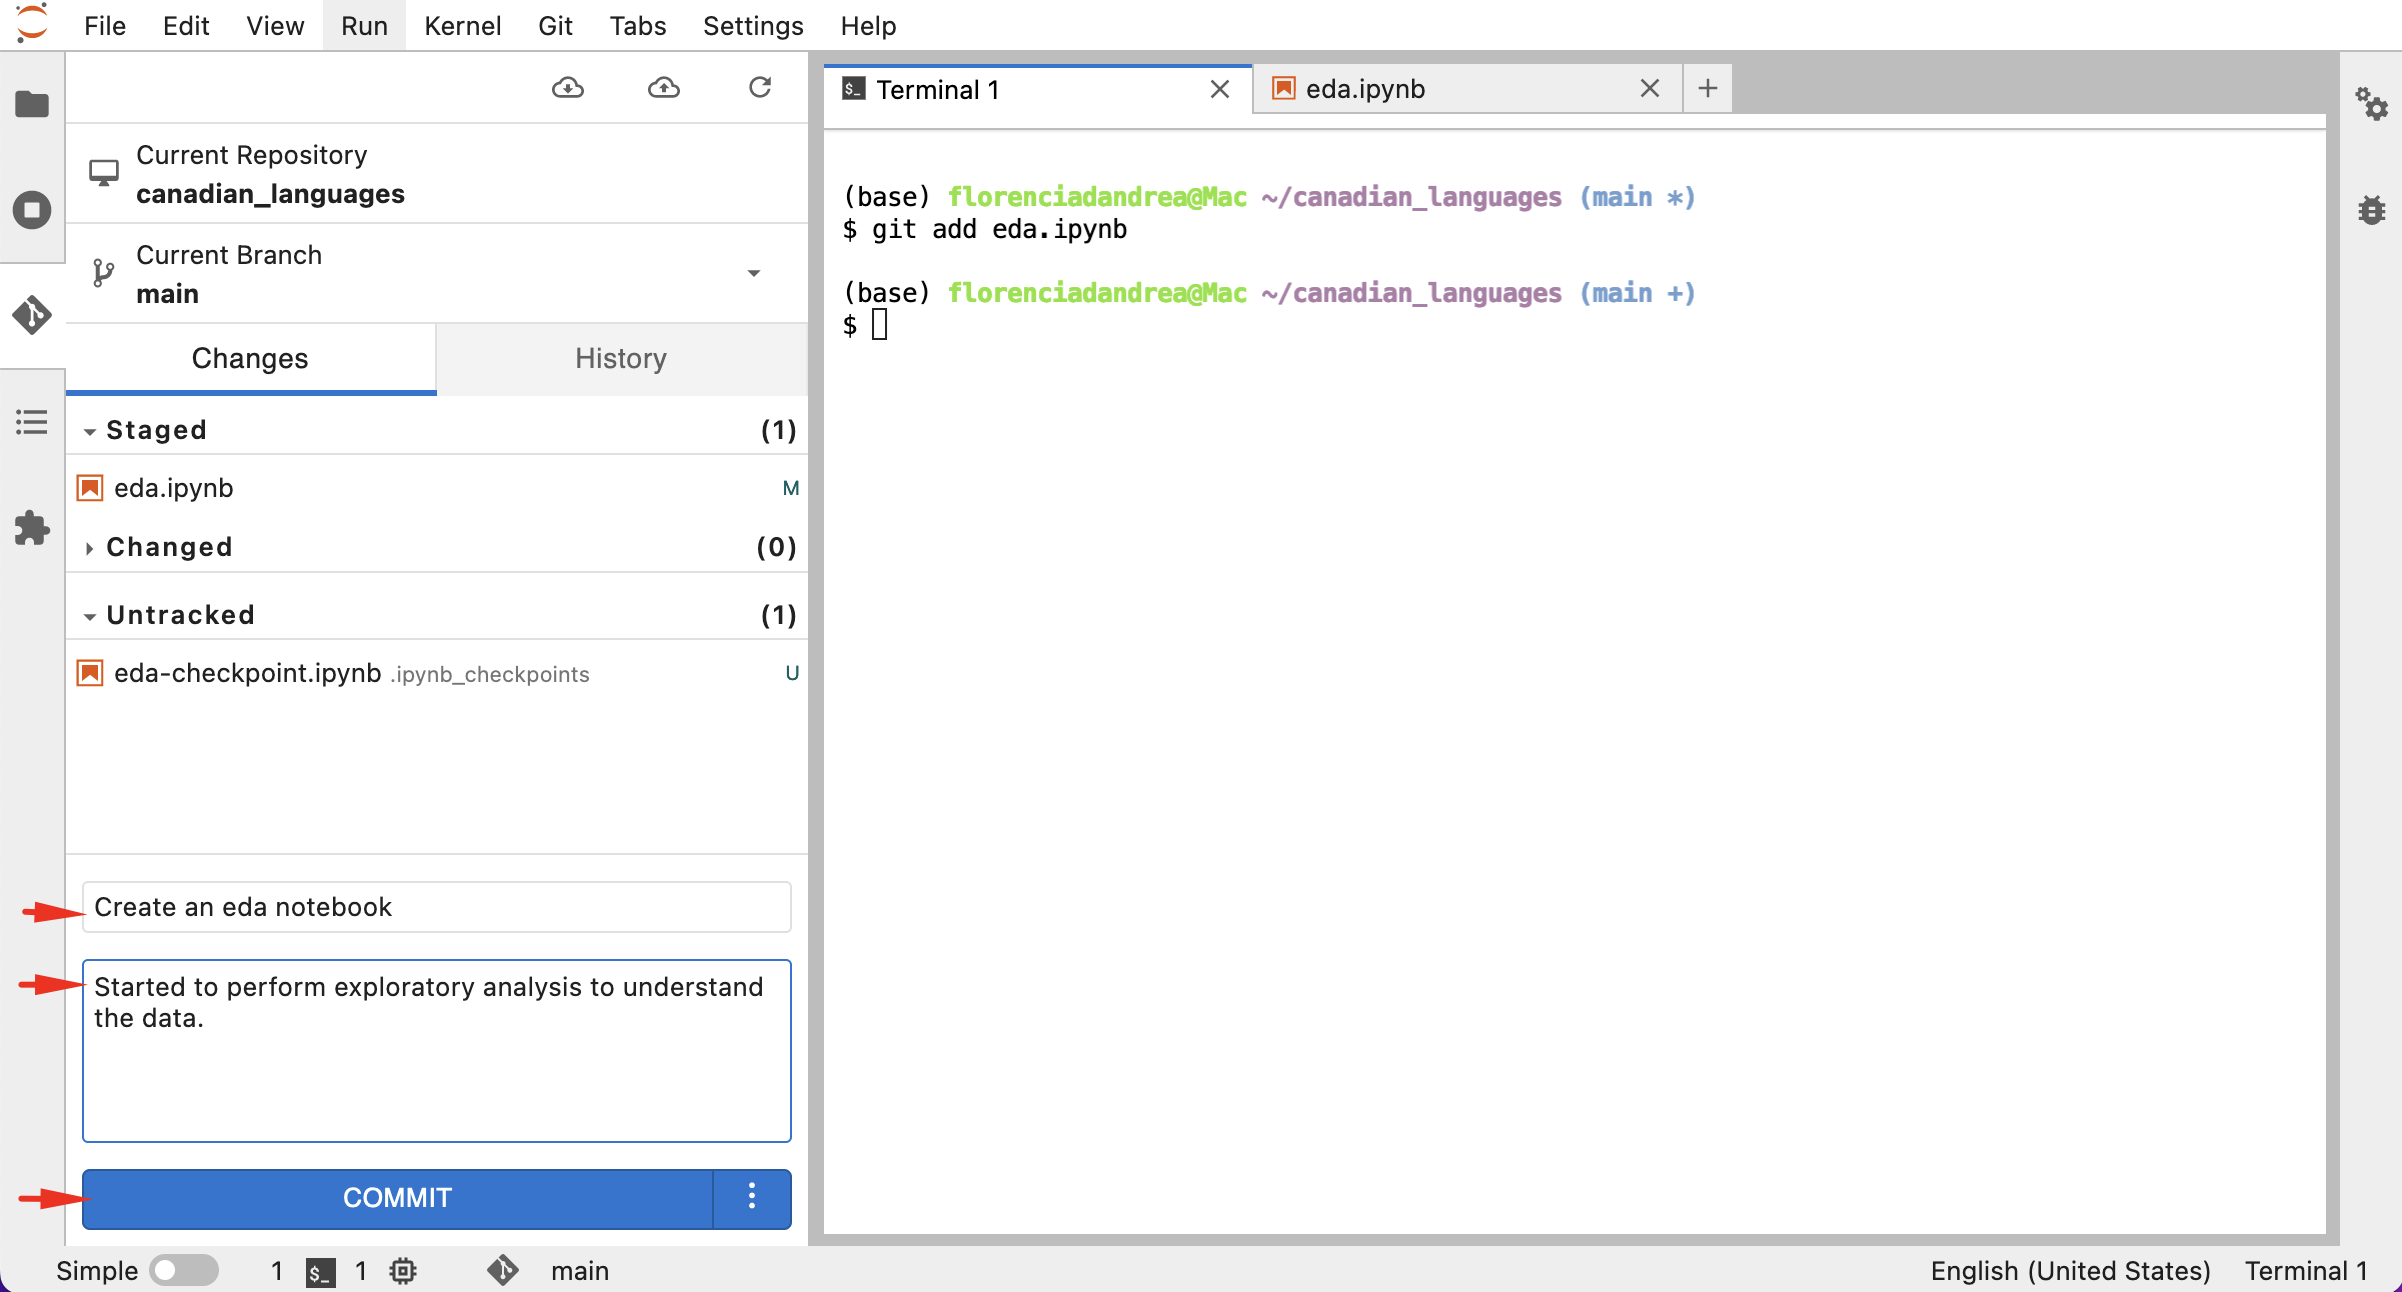 File Edit View Run Kernel Git Tabs Settings Help
Current Repository
canadian_languages
Current Branch
main
Changes History
Staged (1)
eda.ipynb M
Changed (0)
Untracked (1)
eda-checkpoint.ipynb .ipynb_checkpoints U
Create an eda notebook
Started to perform exploratory analysis to understand
the data.
COMMIT
$_ Terminal 1 eda.ipynb
(base) florenciadandrea@Mac ~/canadian_languages (main *)
$ git add eda.ipynb
(base) florenciadandrea@Mac ~/canadian_languages (main +)
$
Simple 1 $_ 1 main English (United States) Terminal 1